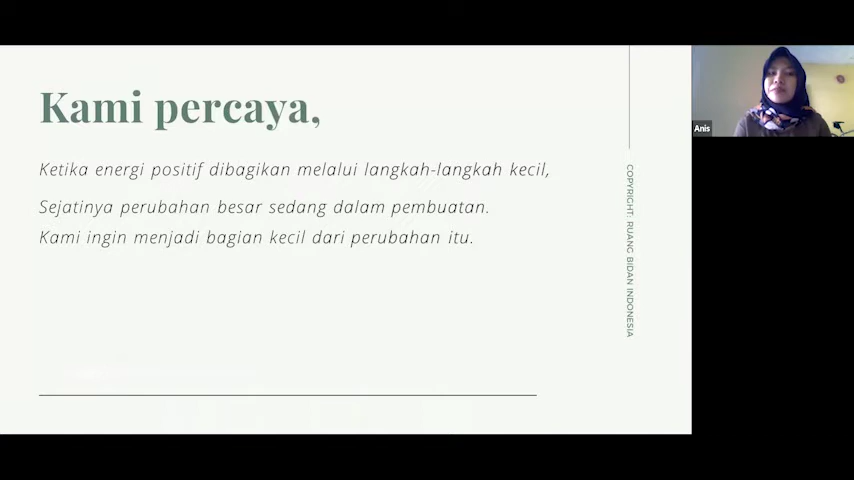 Kami percaya,
Ketika energi positif dibagikan melalui langkah-langkah kecil,
Sejatinya perubahan besar sedang dalam pembuatan.
Kami ingin menjadi bagian kecil dari perubahan itu.
COPYRIGHT: RUANG BIDAN INDONESIA
Anis